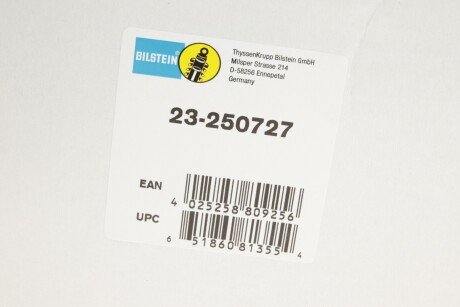 BILSTEIN
ThyssenKrupp Bilstein GmbH
Milsper Strasse 214
D-58256 Ennepetal
Germany
23-250727
EAN
4 025258 809256
UPC
6 51860 81355 4